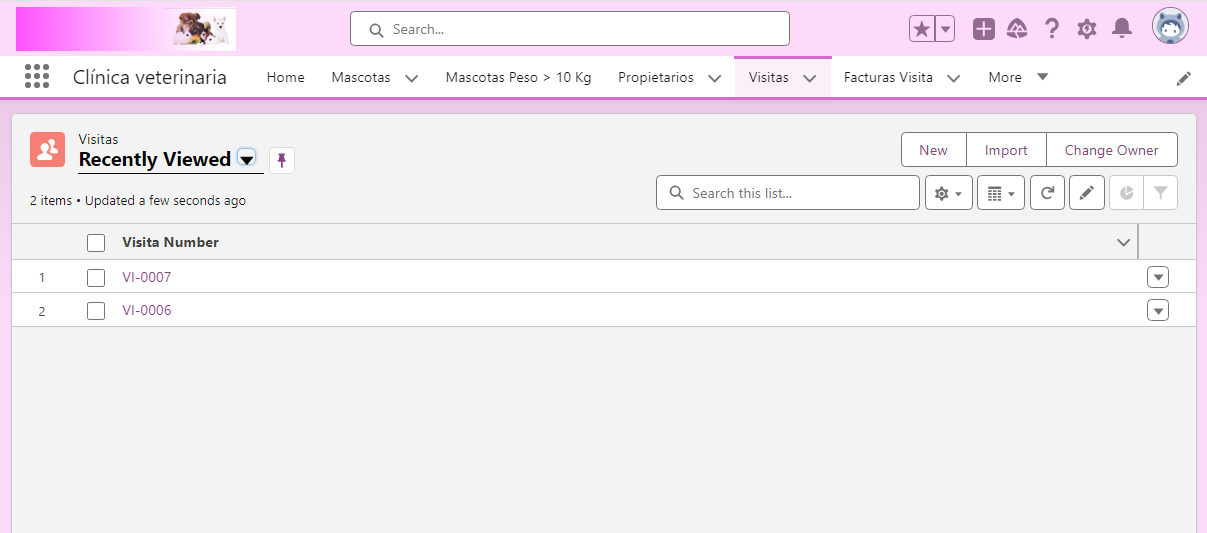 Search...
Clínica veterinaria Home Mascotas Mascotas Peso > 10 Kg Propietarios Visitas Facturas Visita More
Visitas
Recently Viewed
New Import Change Owner
2 items • Updated a few seconds ago
Search this list...
Visita Number
1 VI-0007
2 VI-0006